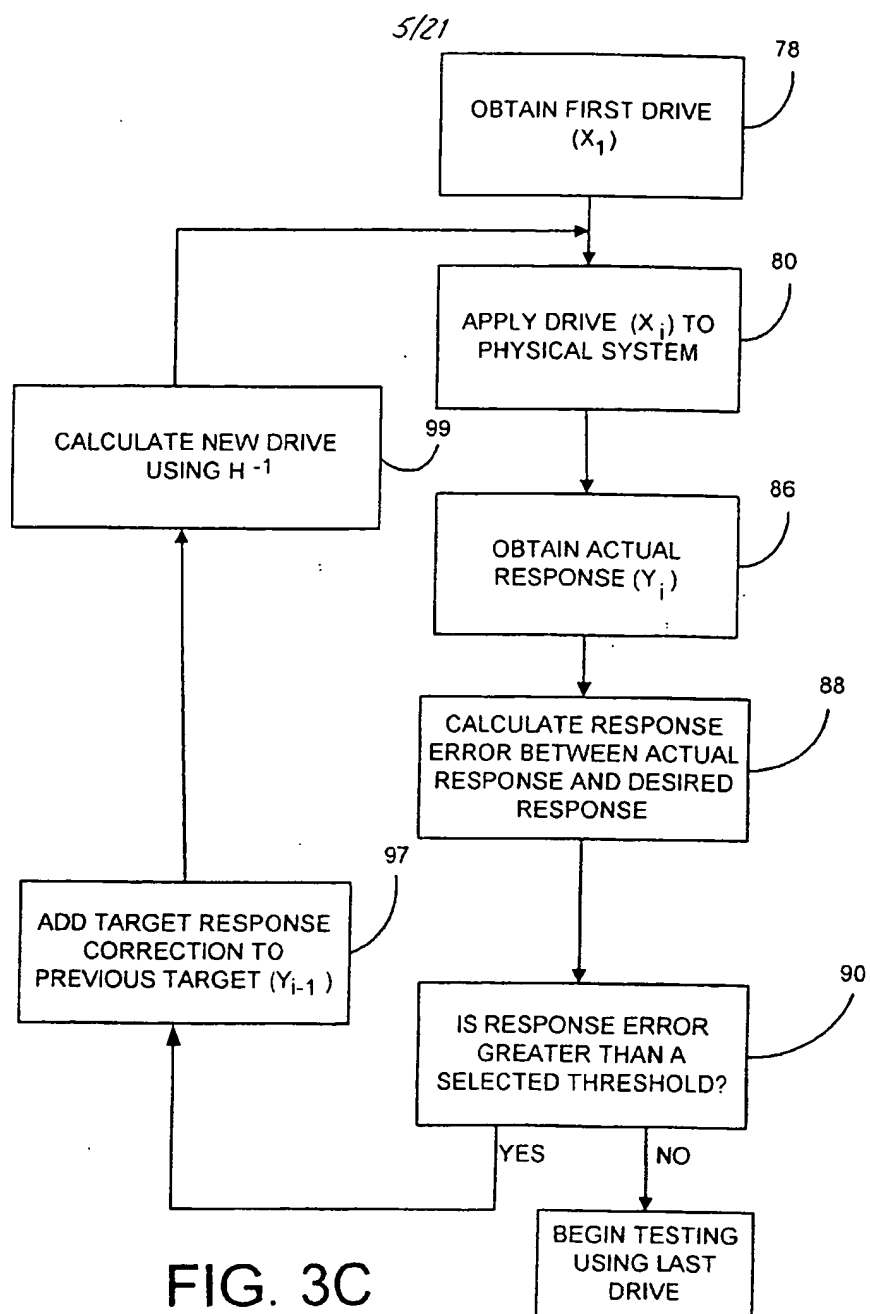 5/21
78
OBTAIN FIRST DRIVE
(X1)
80
APPLY DRIVE (Xi) TO
PHYSICAL SYSTEM
CALCULATE NEW DRIVE
USING H-1
99
86
OBTAIN ACTUAL
RESPONSE (Yi)
88
CALCULATE RESPONSE
ERROR BETWEEN ACTUAL
RESPONSE AND DESIRED
RESPONSE
97
ADD TARGET RESPONSE
CORRECTION TO
PREVIOUS TARGET (Yi-1)
90
IS RESPONSE ERROR
GREATER THAN A
SELECTED THRESHOLD?
YES
NO
BEGIN TESTING
USING LAST
DRIVE
FIG. 3C